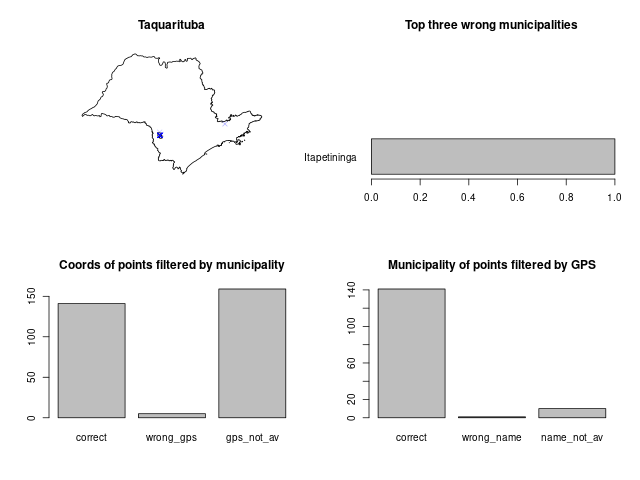 Taquarituba
Top three wrong municipalities
Itapetininga
0.0 0.2 0.4 0.6 0.8 1.0
Coords of points filtered by municipality
150
100
50
0
correct wrong_gps gps_not_av
Municipality of points filtered by GPS
140
100
60
20
0
correct wrong_name name_not_av